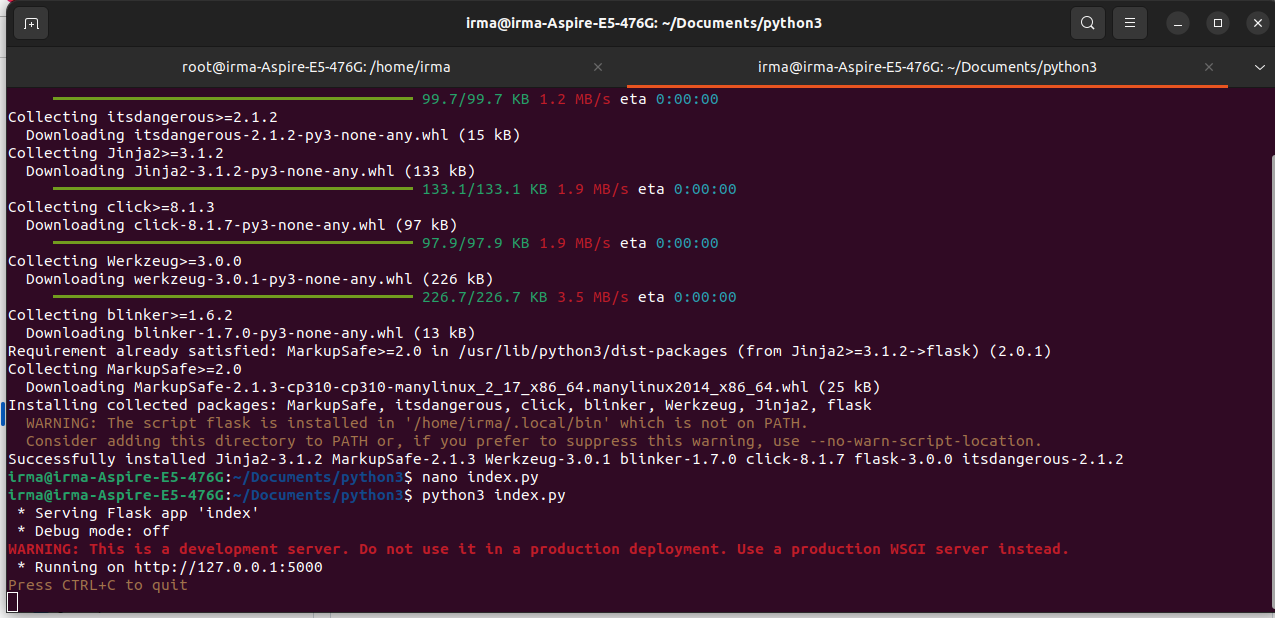 irma@irma-Aspire-E5-476G: ~/Documents/python3
root@irma-Aspire-E5-476G: /home/irma
irma@irma-Aspire-E5-476G: ~/Documents/python3
99.7/99.7 KB 1.2 MB/s eta 0:00:00
Collecting itsdangerous>=2.1.2
  Downloading itsdangerous-2.1.2-py3-none-any.whl (15 kB)
Collecting Jinja2>=3.1.2
  Downloading Jinja2-3.1.2-py3-none-any.whl (133 kB)
133.1/133.1 KB 1.9 MB/s eta 0:00:00
Collecting click>=8.1.3
  Downloading click-8.1.7-py3-none-any.whl (97 kB)
97.9/97.9 KB 1.9 MB/s eta 0:00:00
Collecting Werkzeug>=3.0.0
  Downloading werkzeug-3.0.1-py3-none-any.whl (226 kB)
226.7/226.7 KB 3.5 MB/s eta 0:00:00
Collecting blinker>=1.6.2
  Downloading blinker-1.7.0-py3-none-any.whl (13 kB)
Requirement already satisfied: MarkupSafe>=2.0 in /usr/lib/python3/dist-packages (from Jinja2>=3.1.2->flask) (2.0.1)
Collecting MarkupSafe>=2.0
  Downloading MarkupSafe-2.1.3-cp310-cp310-manylinux_2_17_x86_64.manylinux2014_x86_64.whl (25 kB)
Installing collected packages: MarkupSafe, itsdangerous, click, blinker, Werkzeug, Jinja2, flask
  WARNING: The script flask is installed in '/home/irma/.local/bin' which is not on PATH.
  Consider adding this directory to PATH or, if you prefer to suppress this warning, use --no-warn-script-location.
Successfully installed Jinja2-3.1.2 MarkupSafe-2.1.3 Werkzeug-3.0.1 blinker-1.7.0 click-8.1.7 flask-3.0.0 itsdangerous-2.1.2
irma@irma-Aspire-E5-476G:~/Documents/python3$ nano index.py
irma@irma-Aspire-E5-476G:~/Documents/python3$ python3 index.py
 * Serving Flask app 'index'
 * Debug mode: off
WARNING: This is a development server. Do not use it in a production deployment. Use a production WSGI server instead.
 * Running on http://127.0.0.1:5000
Press CTRL+C to quit